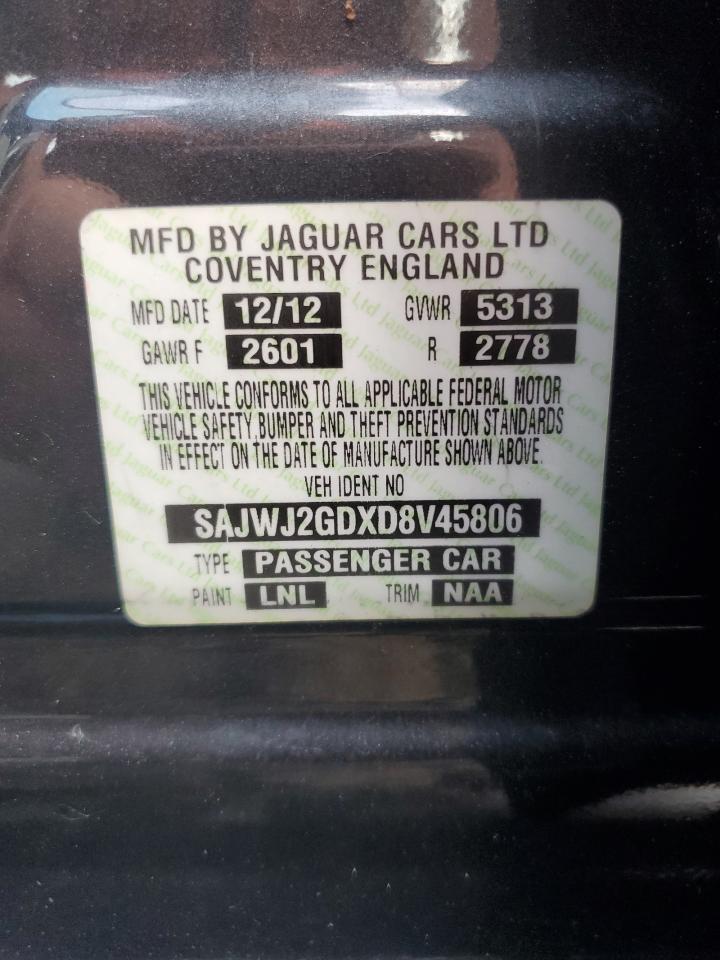 MFD BY JAGUAR CARS LTD
COVENTRY ENGLAND
MFD DATE 12/12 GVWR 5313
GAWR F 2601 R 2778
THIS VEHICLE CONFORMS TO ALL APPLICABLE FEDERAL MOTOR
VEHICLE SAFETY, BUMPER AND THEFT PREVENTION STANDARDS
IN EFFECT ON THE DATE OF MANUFACTURE SHOWN ABOVE.
VEH IDENT NO
SAJWJ2GDXD8V45806
TYPE PASSENGER CAR
PAINT LNL TRIM NAA